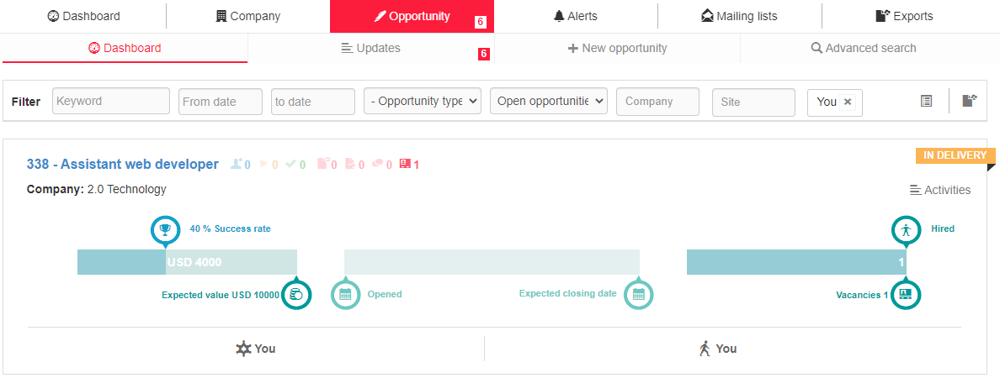 Dashboard Company Opportunity 6 Alerts Mailing lists Exports
Dashboard Updates 6 New opportunity Advanced search
Filter Keyword From date to date - Opportunity type Open opportunitie Company Site You ×
338 - Assistant web developer 0 0 0 0 0 0 1 IN DELIVERY
Company: 2.0 Technology Activities
40 % Success rate Hired
USD 4000 1
Expected value USD 10000 Opened Expected closing date Vacancies 1
You You